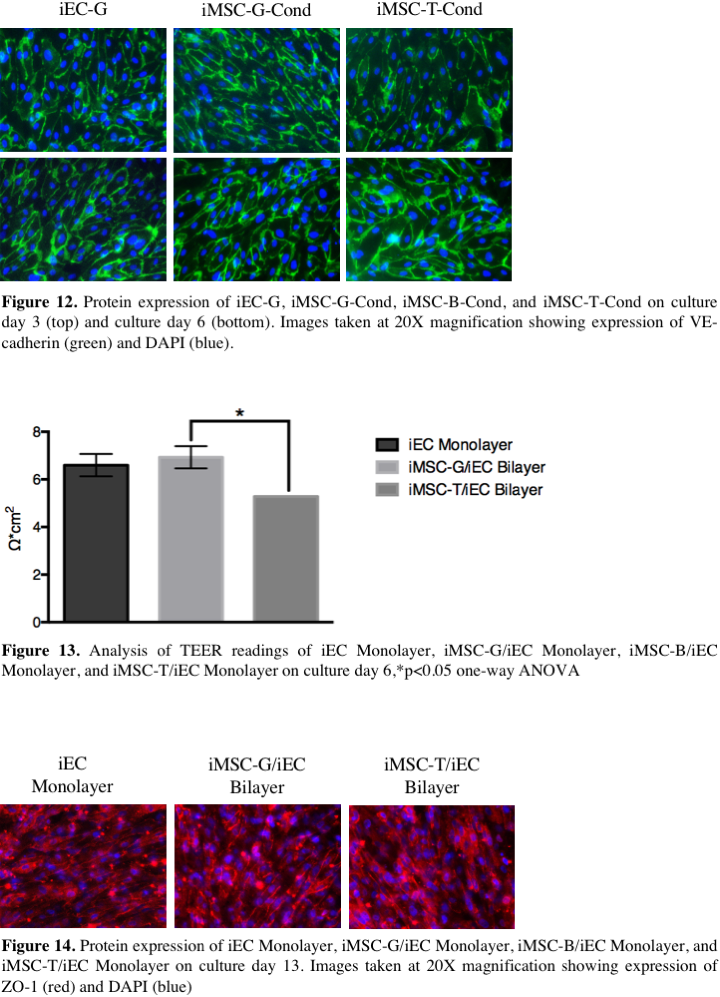 iEC-G iMSC-G-Cond iMSC-T-Cond
Figure 12. Protein expression of iEC-G, iMSC-G-Cond, iMSC-B-Cond, and iMSC-T-Cond on culture
day 3 (top) and culture day 6 (bottom). Images taken at 20X magnification showing expression of VE-
cadherin (green) and DAPI (blue).
*
8
6
4
2
0
Ω*cm2
iEC Monolayer
iMSC-G/iEC Bilayer
iMSC-T/iEC Bilayer
Figure 13. Analysis of TEER readings of iEC Monolayer, iMSC-G/iEC Monolayer, iMSC-B/iEC
Monolayer, and iMSC-T/iEC Monolayer on culture day 6,*p<0.05 one-way ANOVA
iEC
Monolayer
iMSC-G/iEC
Bilayer
iMSC-T/iEC
Bilayer
Figure 14. Protein expression of iEC Monolayer, iMSC-G/iEC Monolayer, iMSC-B/iEC Monolayer, and
iMSC-T/iEC Monolayer on culture day 13. Images taken at 20X magnification showing expression of
ZO-1 (red) and DAPI (blue)